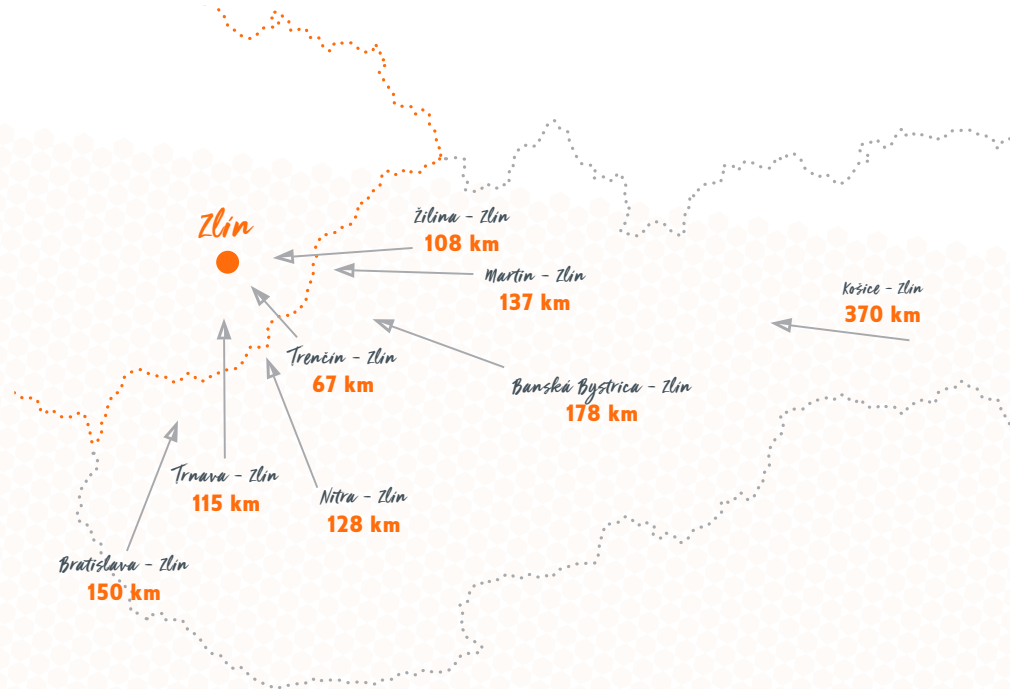 Zlín
Žilina - Zlín
108 km
Martin - Zlín
137 km
Košice - Zlín
370 km
Trenčín - Zlín
67 km
Banská Bystrica - Zlín
178 km
Trnava - Zlín
115 km
Nitra - Zlín
128 km
Bratislava - Zlín
150 km